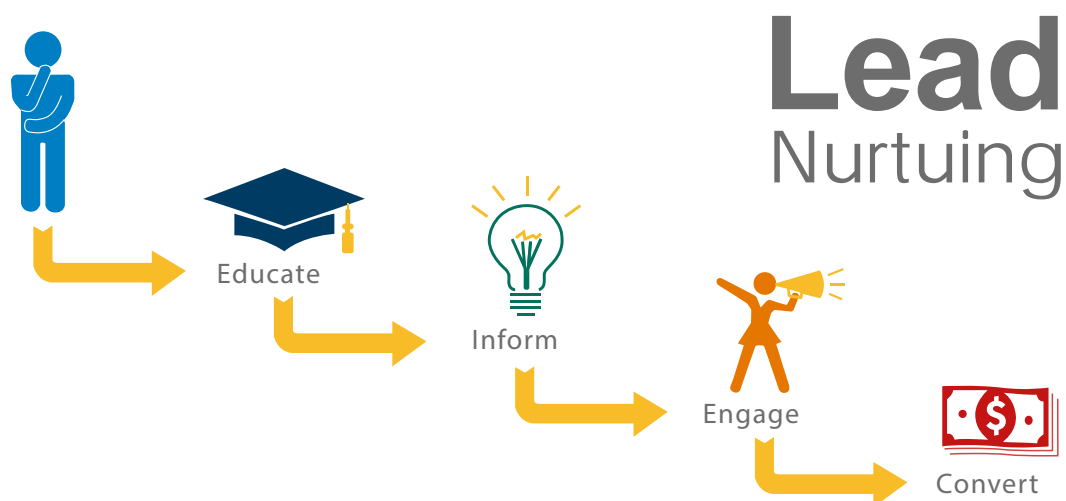 Lead
Nurtuing
Educate
Inform
Engage
$
Convert